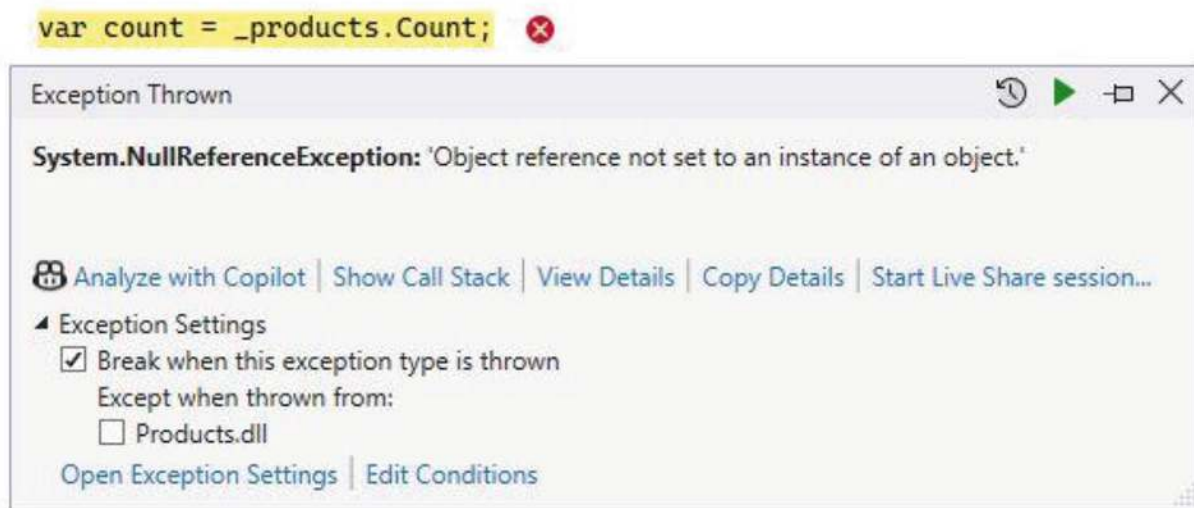 var count = _products.Count;
Exception Thrown
System.NullReferenceException: 'Object reference not set to an instance of an object.'
Analyze with Copilot | Show Call Stack | View Details | Copy Details | Start Live Share session...
Exception Settings
Break when this exception type is thrown
Except when thrown from:
Products.dll
Open Exception Settings | Edit Conditions